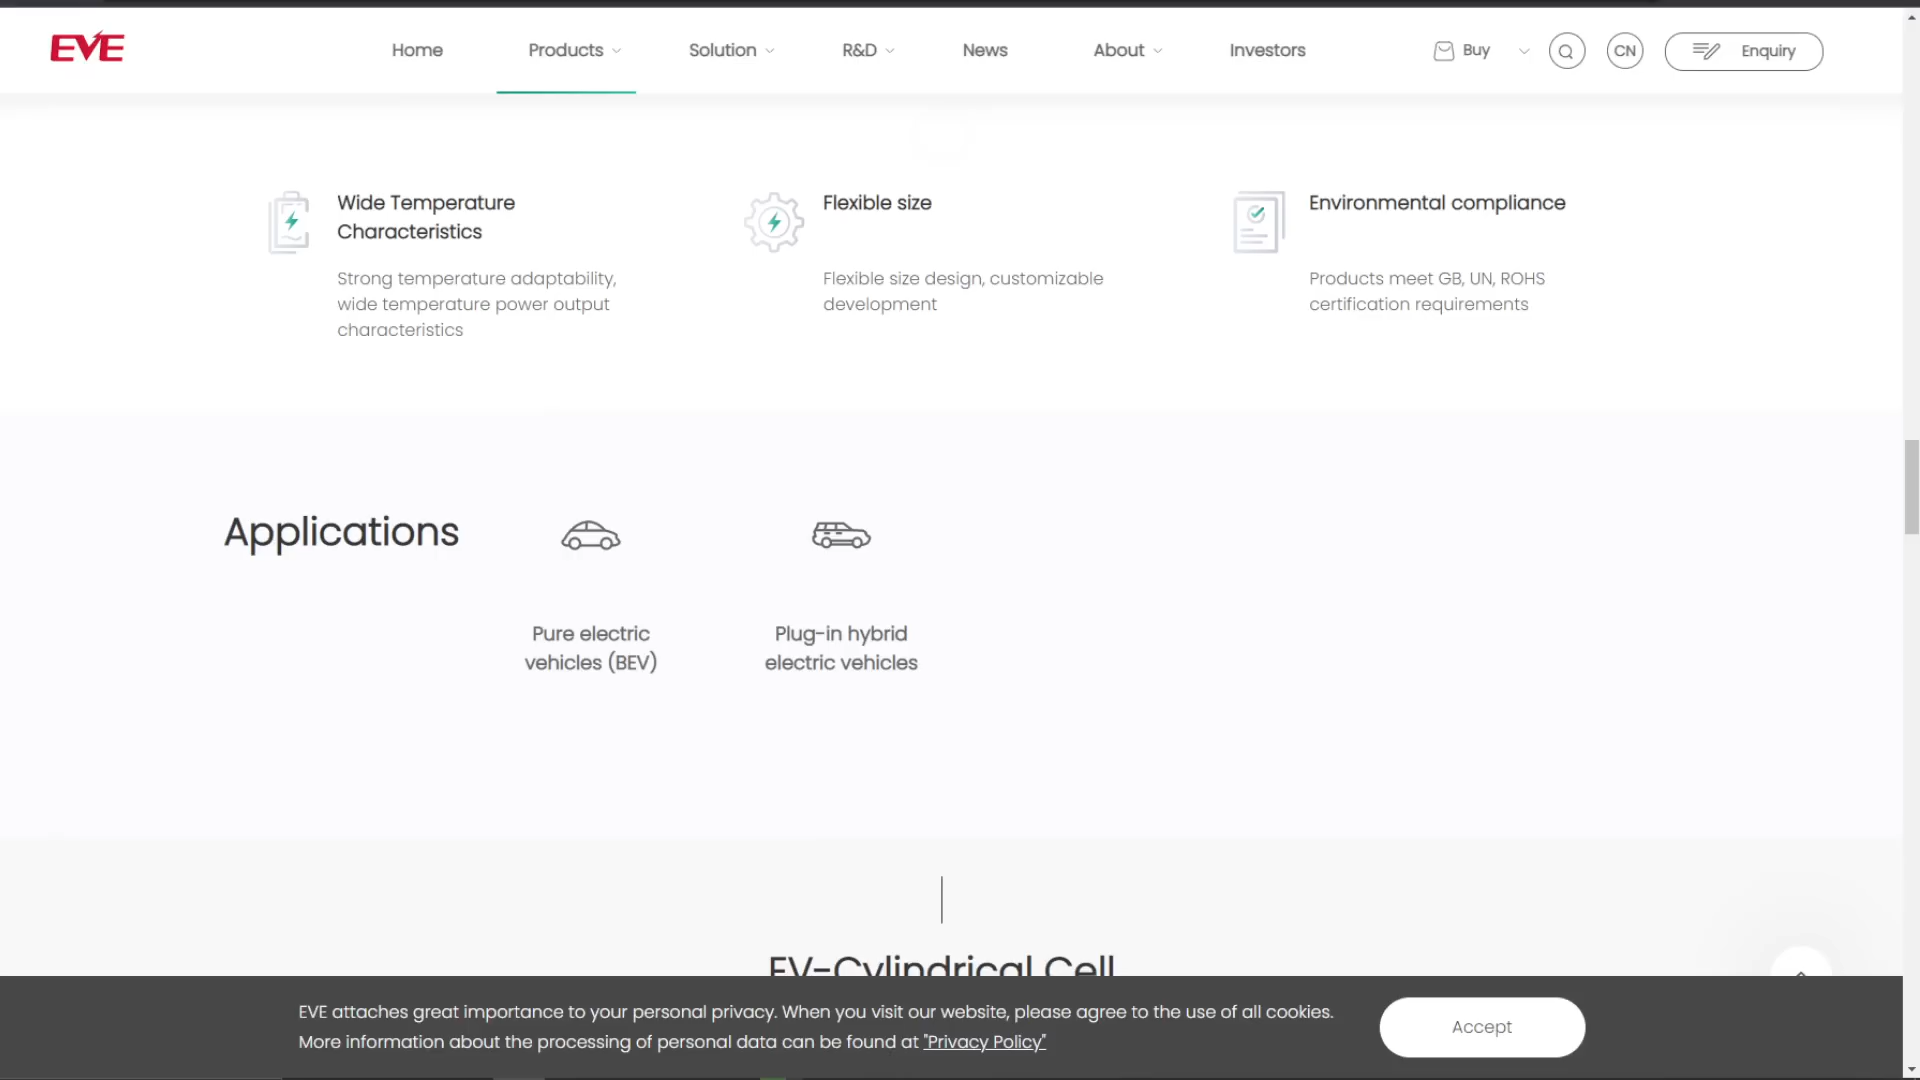 EVE
Home
Products
Solution
R&D
News
About
Investors
Buy
CN
Enquiry
Wide Temperature
Characteristics
Strong temperature adaptability,
wide temperature power output
characteristics
Flexible size
Flexible size design, customizable
development
Environmental compliance
Products meet GB, UN, ROHS
certification requirements
Applications
Pure electric
vehicles (BEV)
Plug-in hybrid
electric vehicles
EV-Cylindrical Cell
EVE attaches great importance to your personal privacy. When you visit our website, please agree to the use of all cookies.
More information about the processing of personal data can be found at "Privacy Policy"
Accept